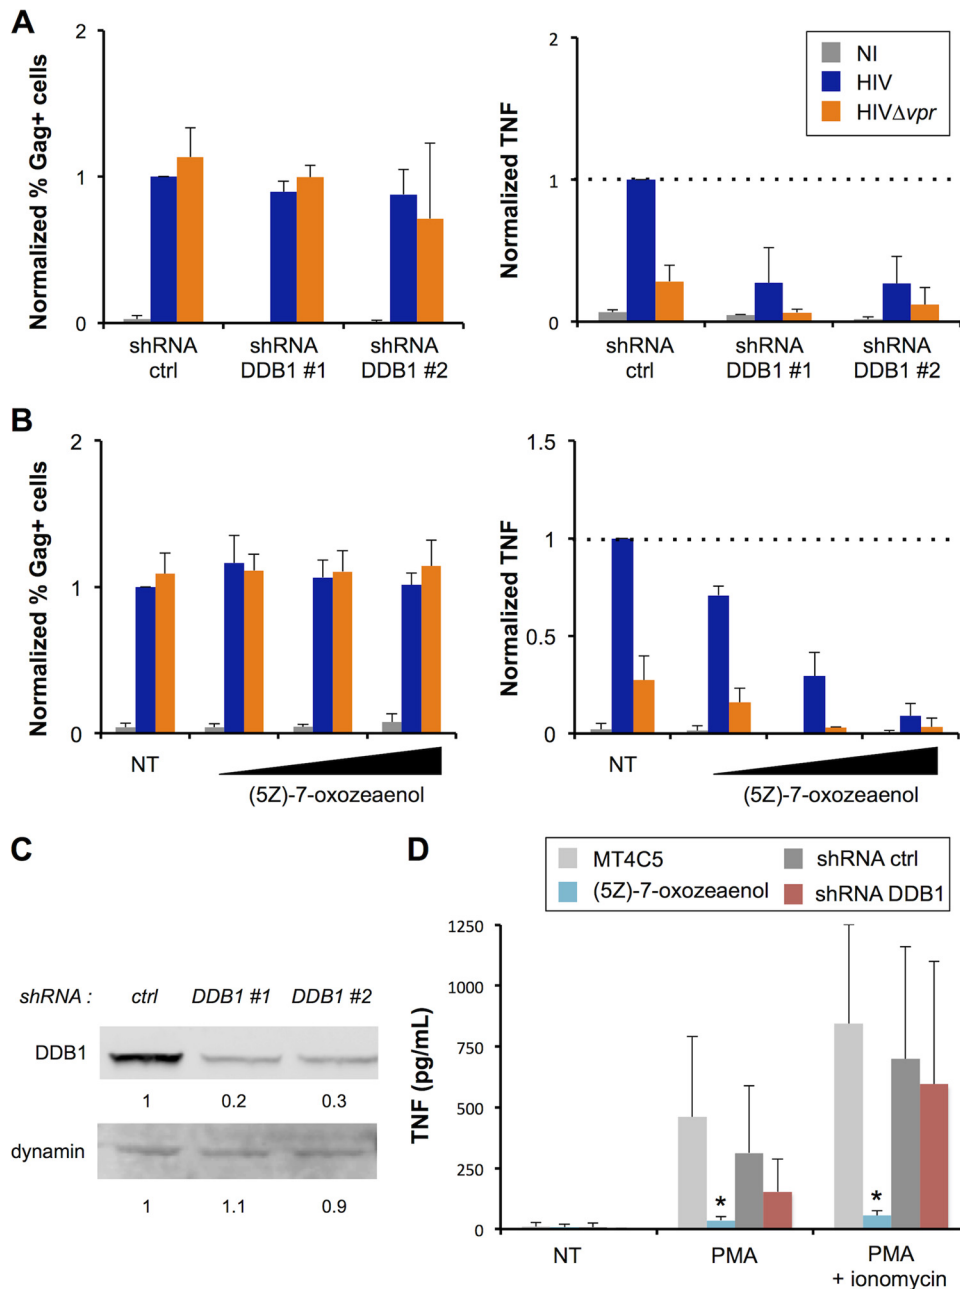 A
Normalized % Gag+ cells
2
1
0
shRNA ctrl
shRNA DDB1 #1
shRNA DDB1 #2
Normalized TNF
2
1
0
shRNA ctrl
shRNA DDB1 #1
shRNA DDB1 #2
NI
HIV
HIVΔvpr
B
Normalized % Gag+ cells
2
1
0
NT
(5Z)-7-oxozeaenol
Normalized TNF
1.5
1
0.5
0
NT
(5Z)-7-oxozeaenol
C
shRNA : ctrl DDB1 #1 DDB1 #2
DDB1
1 0.2 0.3
dynamin
1 1.1 0.9
D
MT4C5
(5Z)-7-oxozeaenol
shRNA ctrl
shRNA DDB1
TNF (pg/mL)
1250
1000
750
500
250
0
*
*
NT
PMA
PMA
+ ionomycin